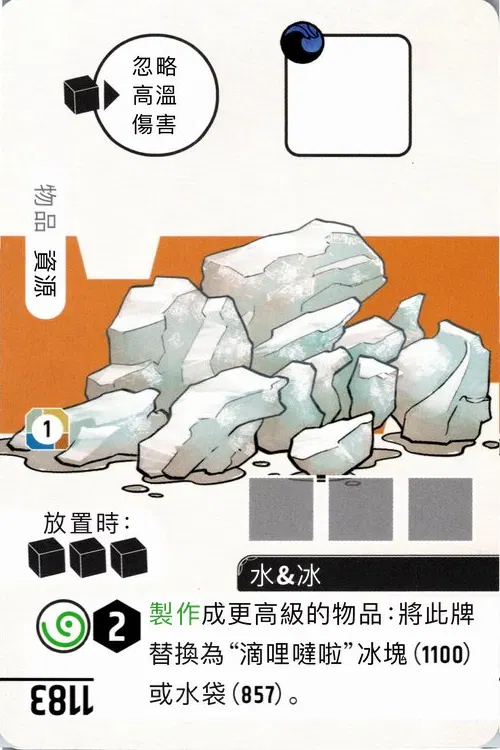 忽略
高溫
傷害
物品 資源
1
放置時：
水&冰
2
製作成更高級的物品：將此牌
替換為“滴哩噠啦”冰塊（1100）
或水袋（857）。
1183